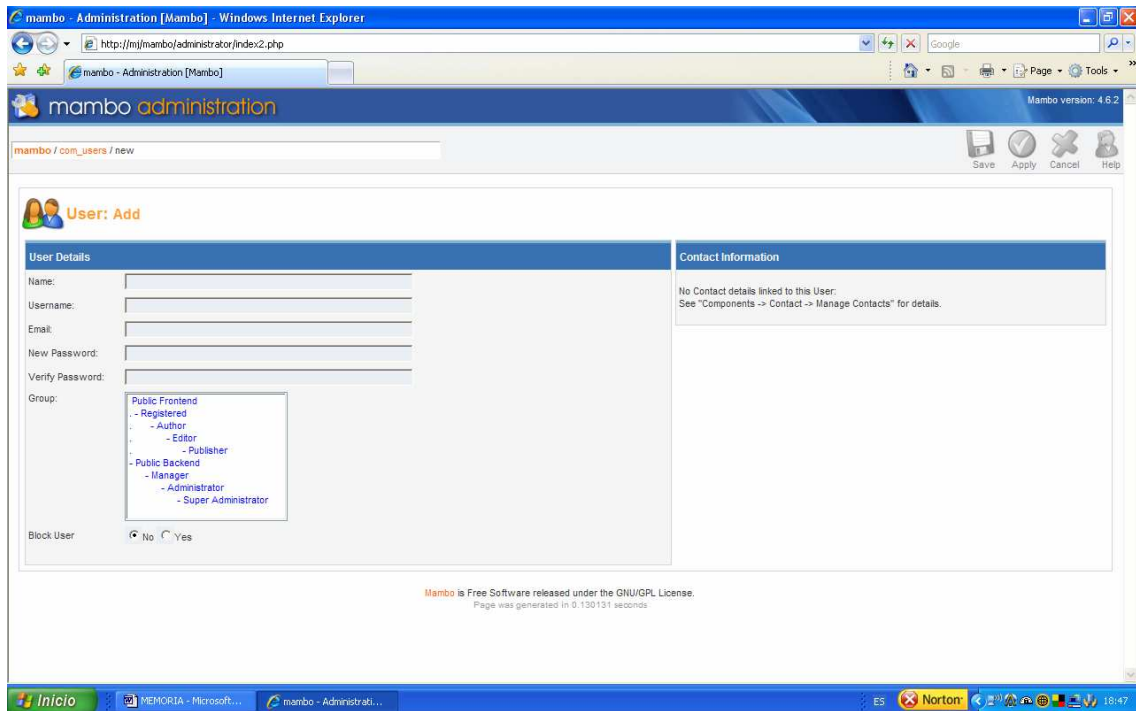 mambo - Administration [Mambo] - Windows Internet Explorer
http://mj/mambo/administrator/index2.php
Google
mambo - Administration [Mambo]
Page
Tools
mambo administration
Mambo version: 4.6.2
mambo / com_users / new
Save Apply Cancel Help
User: Add
User Details
Name:
Username:
Email:
New Password:
Verify Password:
Group:
Public Frontend
. - Registered
. - Author
. - Editor
. - Publisher
- Public Backend
- Manager
- Administrator
- Super Administrator
Block User
No Yes
Contact Information
No Contact details linked to this User:
See "Components -> Contact -> Manage Contacts" for details.
Mambo is Free Software released under the GNU/GPL License.
Page was generated in 0.130131 seconds
Inicio
MEMORIA - Microsoft...
mambo - Administrati...
ES
Norton
18:47